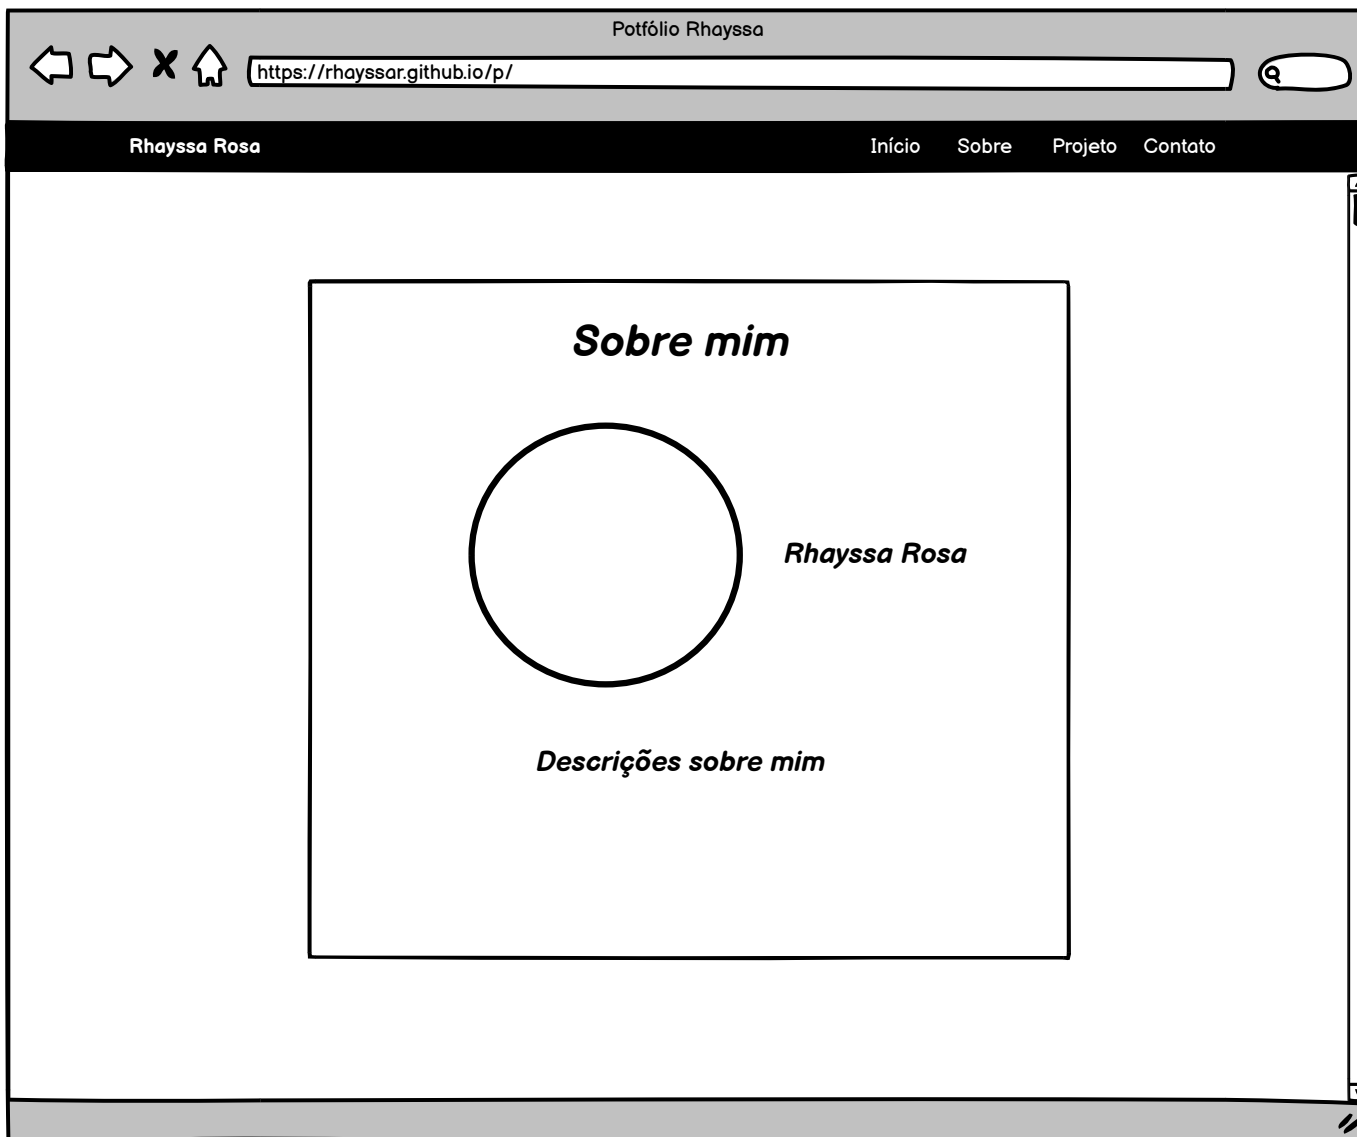 Potfólio Rhayssa
https://rhayssar.github.io/p/
Rhayssa Rosa Início Sobre Projeto Contato
Sobre mim
Rhayssa Rosa
Descrições sobre mim